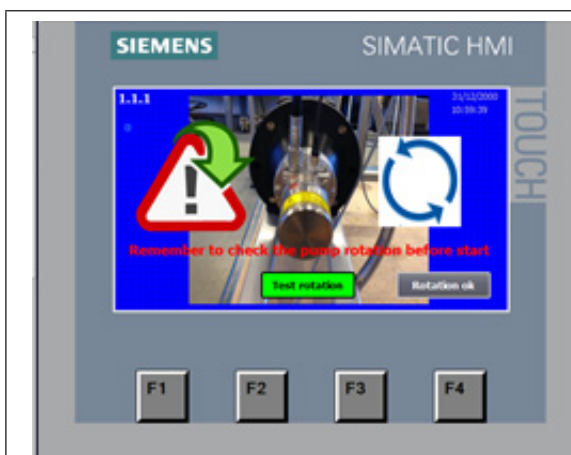 SIEMENS
SIMATIC HMI
TOUCH
1.1.1
31/12/2000
10:59:39
Remember to check the pomp rotation before start
Test rotation
Rotation ok
F1
F2
F3
F4